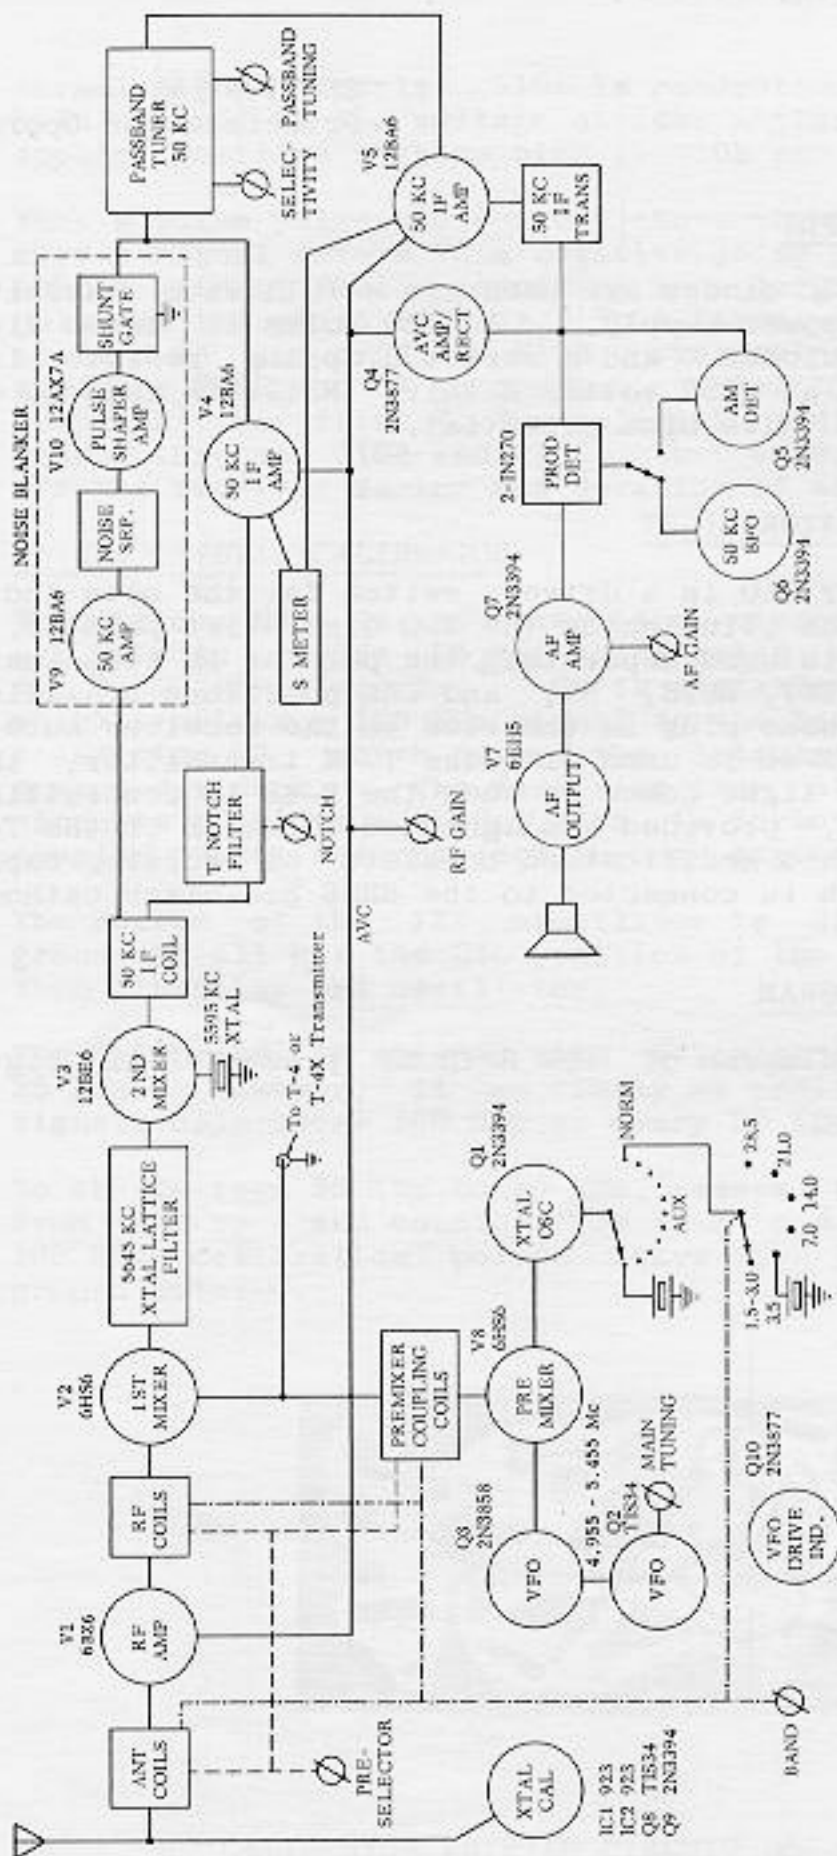 ANT
COILS
V1
6BZ6
RF
AMP
RF
COILS
V2
6HS6
1ST
MIXER
5645 KC
XTAL LATTICE
FILTER
V3
12BE6
2 ND
MIXER
5595 KC
XTAL
50 KC
IF
COIL
T NOTCH
FILTER
NOTCH
NOISE BLANKER
V9 12BA6
50 KC
AMP
NOISE
SEP.
V10 12AX7A
PULSE
SHAPER
AMP
SHUNT
GATE
V4
12BA6
50 KC
IF
AMP
S METER
PASSBAND
TUNER
50 KC
SELEC-
TIVITY
PASSBAND
TUNING
V5
12BA6
50 KC
IF
AMP
50 KC
IF
TRANS
Q4
2N3877
AVC
AMP/
RECT
AVC
RF GAIN
To T-4 or
T-4X Transmitter
PRE-
SELECTOR
PREMIXER
COUPLING
COILS
V8
6HS6
PRE
MIXER
Q1
2N3394
XTAL
OSC
NORM
AUX
Q3
2N3858
VFO
4.955 - 5.455 Mc
Q2
TIS34
VFO
MAIN
TUNING
1.5-3.0
3.5
7.0
14.0
21.0
28.5
Q10
2N3877
VFO
DRIVE
IND.
BAND
XTAL
CAL
IC1 923
IC2 923
Q8 TIS34
Q9 2N3394
V7
6EH5
AF
OUTPUT
Q7
2N3394
AF
AMP
AF GAIN
2-IN270
PROD
DET
50 KC
BFO
Q6
2N3394
AM
DET
Q5
2N3394